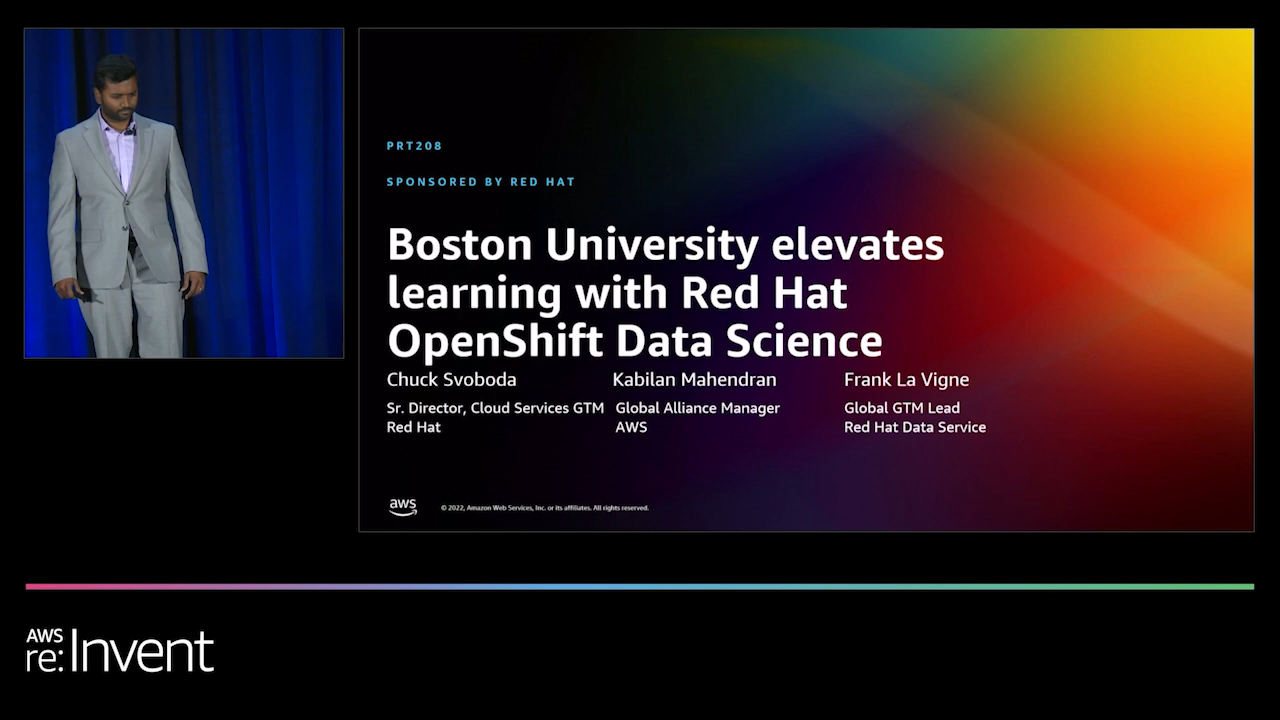 PRT208
SPONSORED BY RED HAT
Boston University elevates
learning with Red Hat
OpenShift Data Science
Chuck Svoboda
Sr. Director, Cloud Services GTM
Red Hat
Kabilan Mahendran
Global Alliance Manager
AWS
Frank La Vigne
Global GTM Lead
Red Hat Data Service
aws
© 2022, Amazon Web Services, Inc. or its affiliates. All rights reserved.
AWS
re:Invent